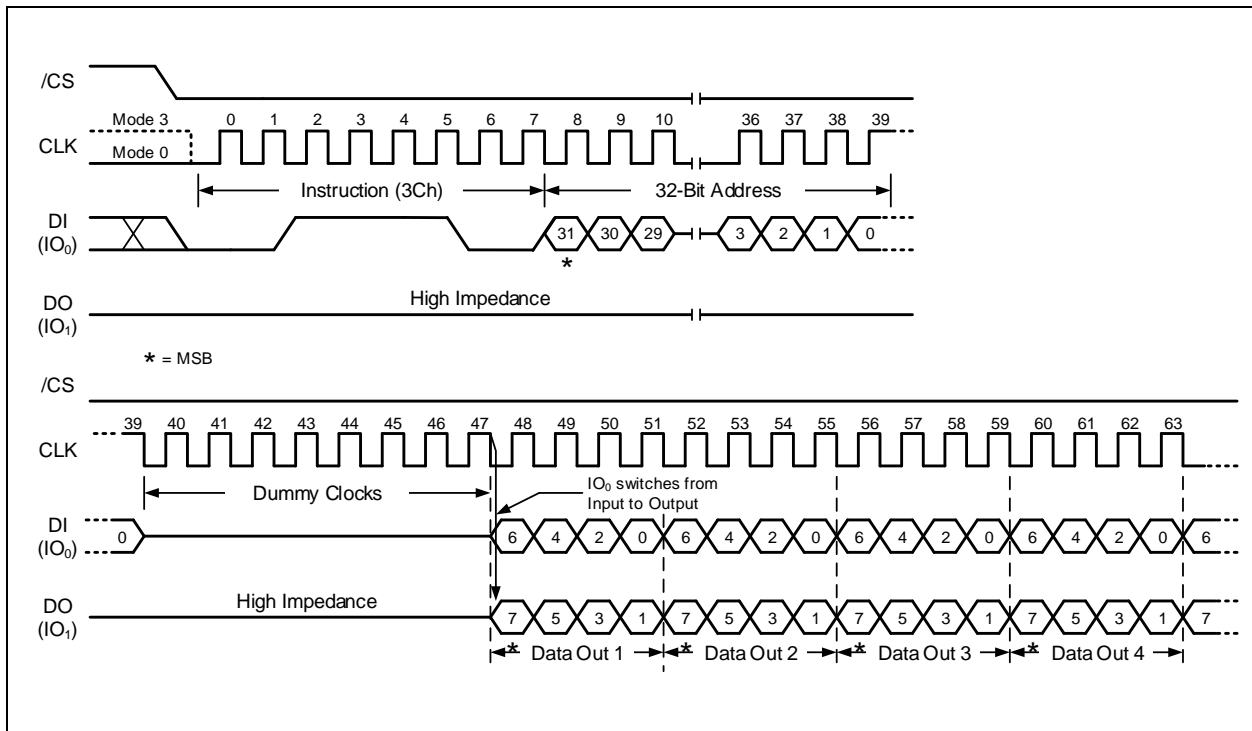 /CS
Mode 3 0 1 2 3 4 5 6 7 8 9 10 36 37 38 39
CLK
Mode 0
Instruction (3Ch) 32-Bit Address
DI
(IO₀)
31 30 29 3 2 1 0
*
High Impedance
DO
(IO₁)
* = MSB
/CS
39 40 41 42 43 44 45 46 47 48 49 50 51 52 53 54 55 56 57 58 59 60 61 62 63
CLK
Dummy Clocks
IO₀ switches from
Input to Output
DI
(IO₀)
0 6 4 2 0 6 4 2 0 6 4 2 0 6 4 2 0 6
High Impedance
DO
(IO₁)
7 5 3 1 7 5 3 1 7 5 3 1 7 5 3 1 7
* Data Out 1 * Data Out 2 * Data Out 3 * Data Out 4